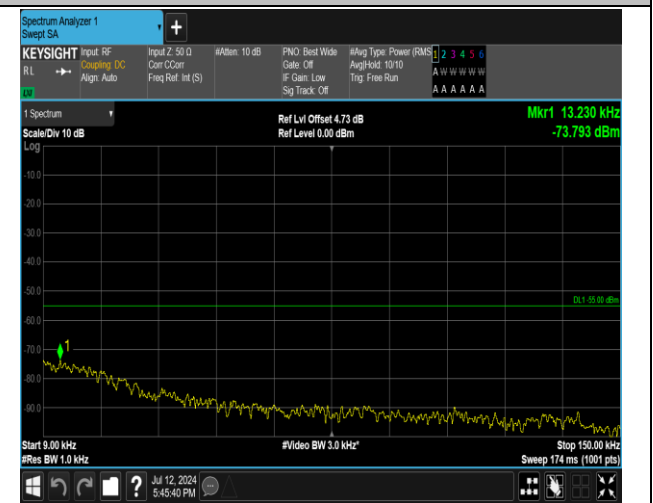 Spectrum Analyzer 1
Swept SA
+
KEYSIGHT Input: RF Input Z: 50 Ω #Atten: 10 dB PNO: Best Wide #Avg Type: Power (RMS 1 2 3 4 5 6
RL Coupling: DC Corr CCorr Gate: Off Avg|Hold: 10/10 A W W W W W
Align: Auto Freq Ref: Int (S) IF Gain: Low Trig: Free Run
Sig Track: Off A A A A A A
1 Spectrum Ref Lvl Offset 4.73 dB Mkr1 13.230 kHz
Scale/Div 10 dB Ref Level 0.00 dBm -73.793 dBm
Log
-10.0
-20.0
-30.0
-40.0
-50.0
DL1 -55.00 dBm
-60.0
-70.0 1
-80.0
-90.0
Start 9.00 kHz #Video BW 3.0 kHz* Stop 150.00 kHz
#Res BW 1.0 kHz Sweep 174 ms (1001 pts)
? Jul 12, 2024
5:45:40 PM